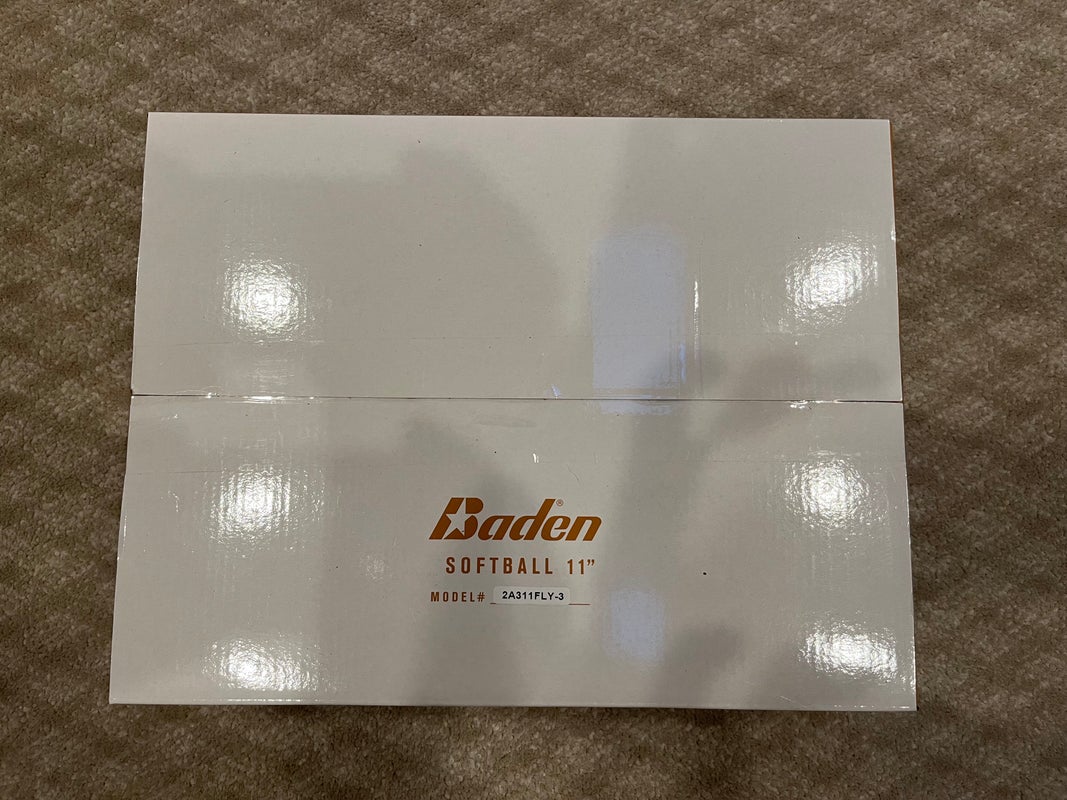 Baden®
SOFTBALL 11”
MODEL# 2A311FLY-3